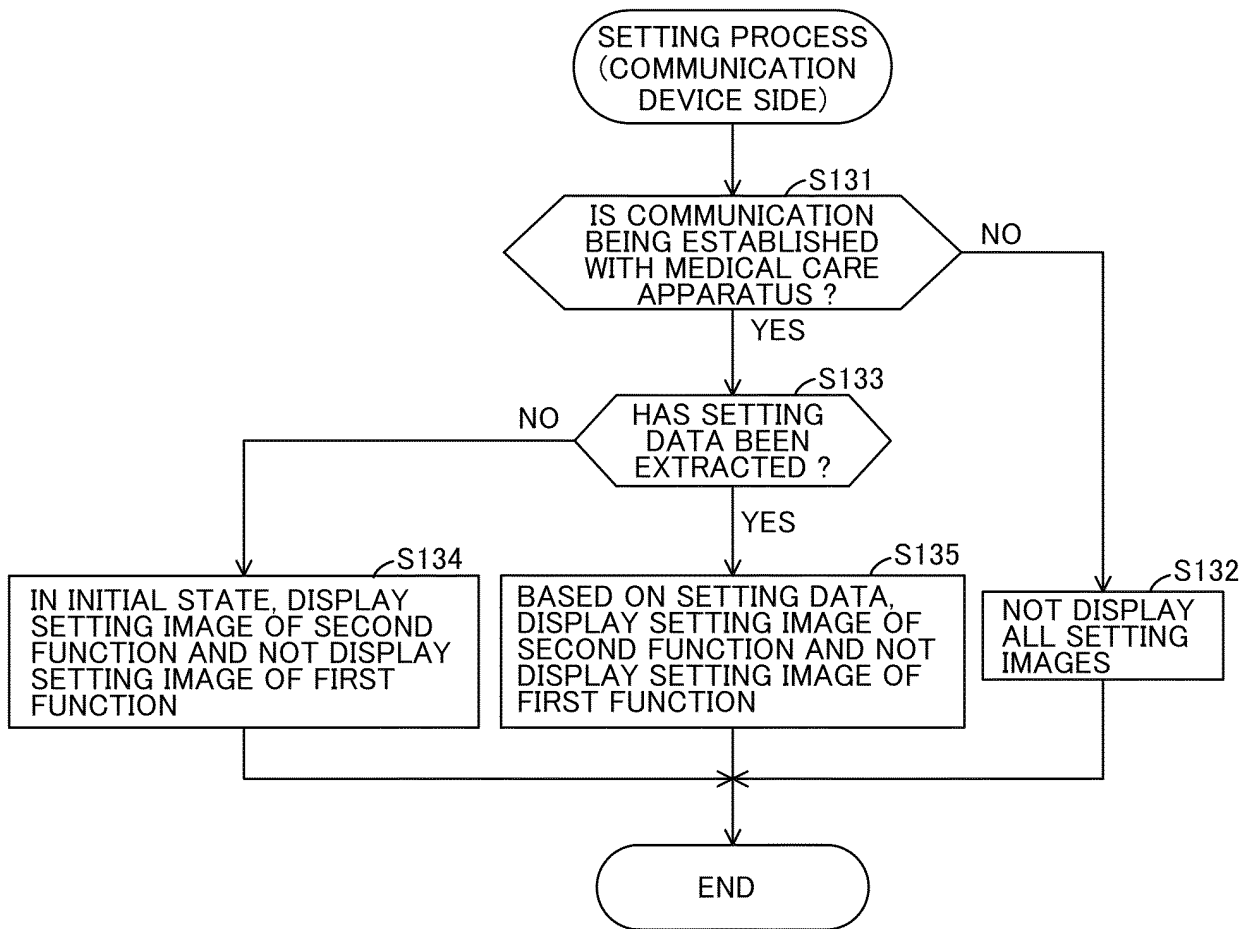 SETTING PROCESS
(COMMUNICATION
DEVICE SIDE)
S131
IS COMMUNICATION
BEING ESTABLISHED
WITH MEDICAL CARE
APPARATUS ?
NO
YES
S133
NO
HAS SETTING
DATA BEEN
EXTRACTED ?
YES
S134
IN INITIAL STATE, DISPLAY
SETTING IMAGE OF SECOND
FUNCTION AND NOT DISPLAY
SETTING IMAGE OF FIRST
FUNCTION
S135
BASED ON SETTING DATA,
DISPLAY SETTING IMAGE OF
SECOND FUNCTION AND NOT
DISPLAY SETTING IMAGE OF
FIRST FUNCTION
S132
NOT DISPLAY
ALL SETTING
IMAGES
END